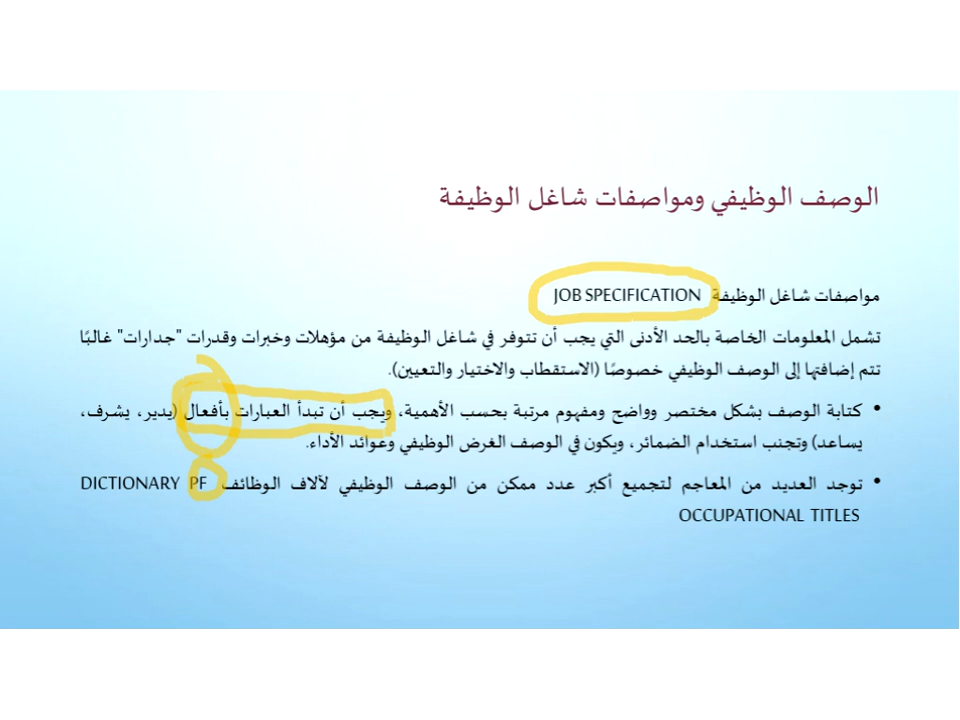 الوصف الوظيفي ومواصفات شاغل الوظيفة
مواصفات شاغل الوظيفة JOB SPECIFICATION
تشمل المعلومات الخاصة بالحد الأدنى التي يجب أن تتوفر في شاغل الوظيفة من مؤهلات وخبرات وقدرات "جدارات" غالبًا
تتم إضافتها إلى الوصف الوظيفي خصوصًا (الاستقطاب والاختيار والتعيين).
• كتابة الوصف بشكل مختصر وواضح ومفهوم مرتبة بحسب الأهمية، ويجب أن تبدأ العبارات بأفعال (يدير، يشرف،
يساعد) وتجنب استخدام الضمائر، ويكون في الوصف الغرض الوظيفي وعوائد الأداء.
• توجد العديد من المعاجم لتجميع أكبر عدد ممكن من الوصف الوظيفي لآلاف الوظائف DICTIONARY PF
OCCUPATIONAL TITLES